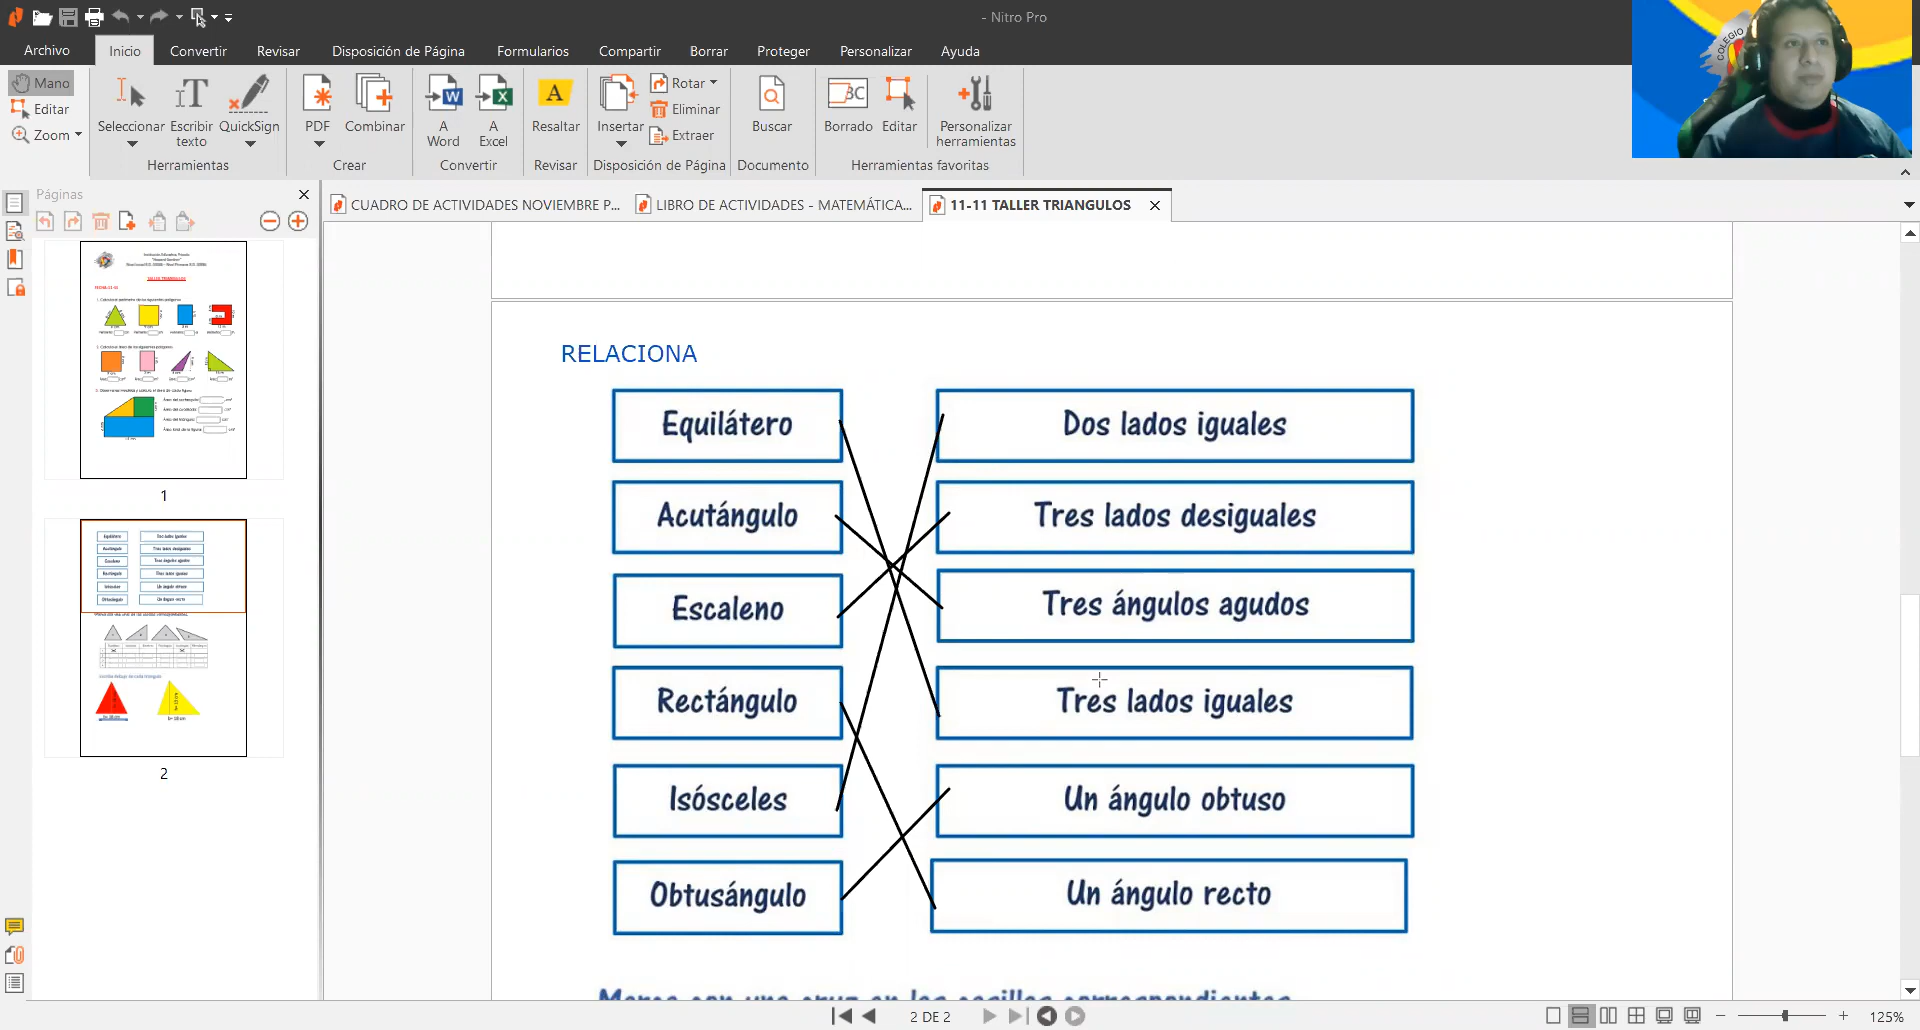 - Nitro Pro
Archivo Inicio Convertir Revisar Disposición de Página Formularios Compartir Borrar Proteger Personalizar Ayuda
Mano
Editar
Zoom
Seleccionar
Escribir texto
QuickSign
Herramientas
PDF
Combinar
Crear
A Word
A Excel
Convertir
Resaltar
Revisar
Insertar
Rotar
Eliminar
Extraer
Disposición de Página
Buscar
Documento
Borrado
Editar
Personalizar herramientas
Herramientas favoritas
COLEGIO
Páginas
CUADRO DE ACTIVIDADES NOVIEMBRE P...
LIBRO DE ACTIVIDADES - MATEMÁTICA...
11-11 TALLER TRIANGULOS
1
2
RELACIONA
Equilátero Dos lados iguales
Acutángulo Tres lados desiguales
Escaleno Tres ángulos agudos
Rectángulo Tres lados iguales
Isósceles Un ángulo obtuso
Obtusángulo Un ángulo recto
2 DE 2
125%